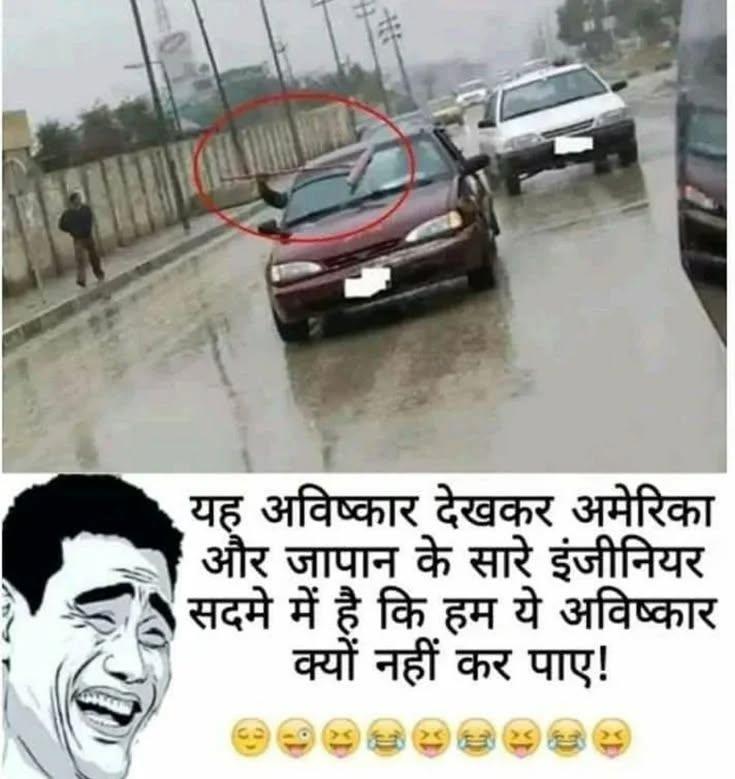 यह अविष्कार देखकर अमेरिका
और जापान के सारे इंजीनियर
सदमे में है कि हम ये अविष्कार
क्यों नहीं कर पाए!